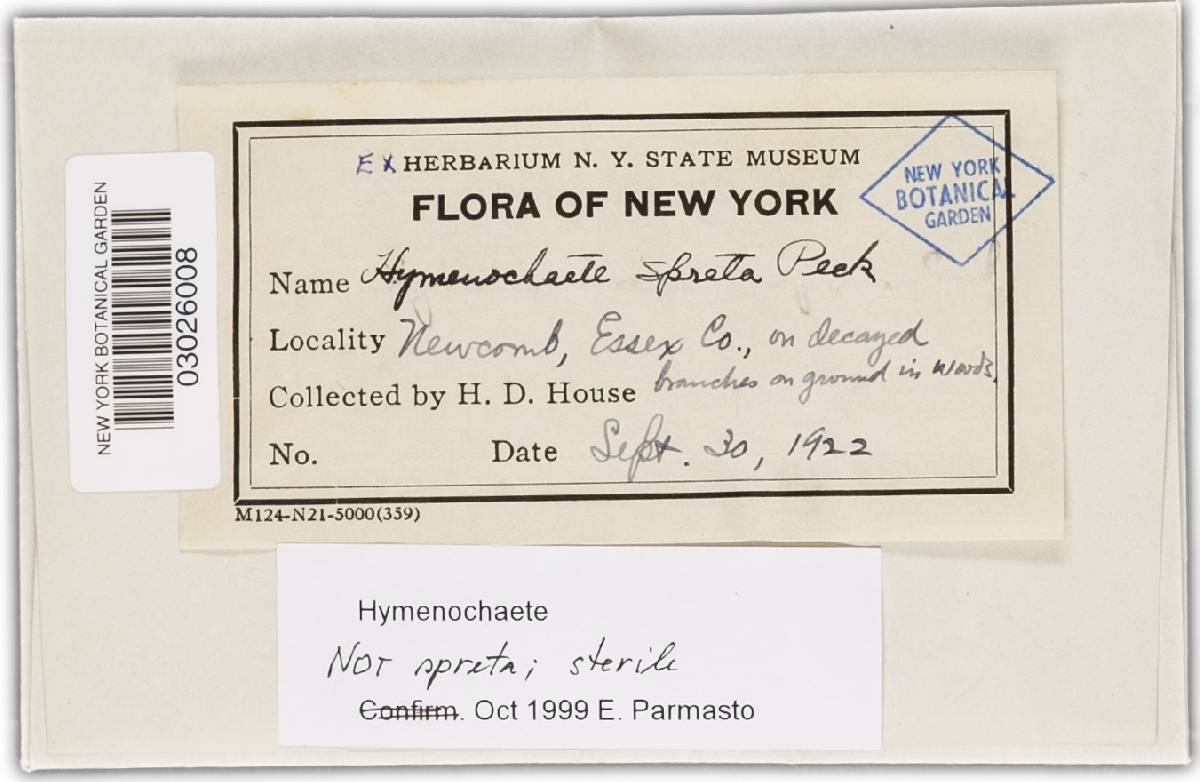 NEW YORK BOTANICAL GARDEN
03026008
EX HERBARIUM N. Y. STATE MUSEUM
FLORA OF NEW YORK
NEW YORK
BOTANICAL
GARDEN
Name Hymenochaete spreta Peck
Locality Newcomb, Essex Co., on decayed
branches on ground in woods.
Collected by H. D. House
No. Date Sept. 30, 1922
M124-N21-5000(359)
Hymenochaete
Not spreta; sterile
Confirm. Oct 1999 E. Parmasto